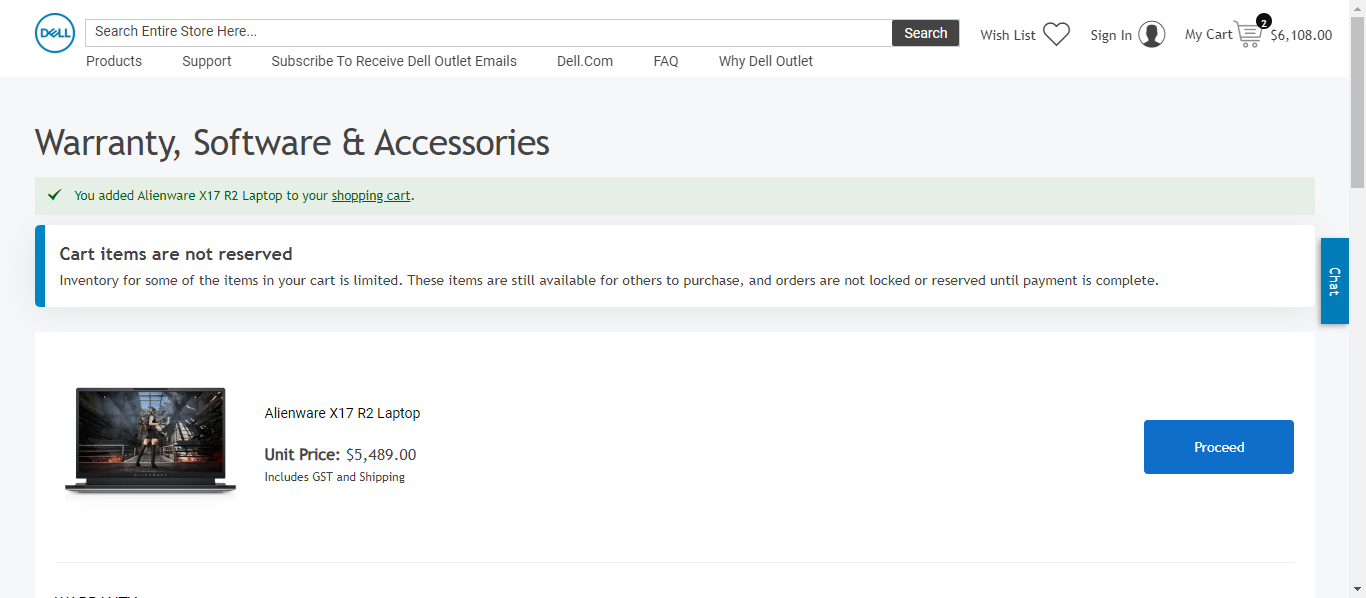 DELL
Search Entire Store Here...
Search
Wish List
Sign In
My Cart
2
$6,108.00
Products
Support
Subscribe To Receive Dell Outlet Emails
Dell.Com
FAQ
Why Dell Outlet
Warranty, Software & Accessories
You added Alienware X17 R2 Laptop to your shopping cart.
Cart items are not reserved
Inventory for some of the items in your cart is limited. These items are still available for others to purchase, and orders are not locked or reserved until payment is complete.
Chat
Alienware X17 R2 Laptop
Unit Price: $5,489.00
Includes GST and Shipping
Proceed